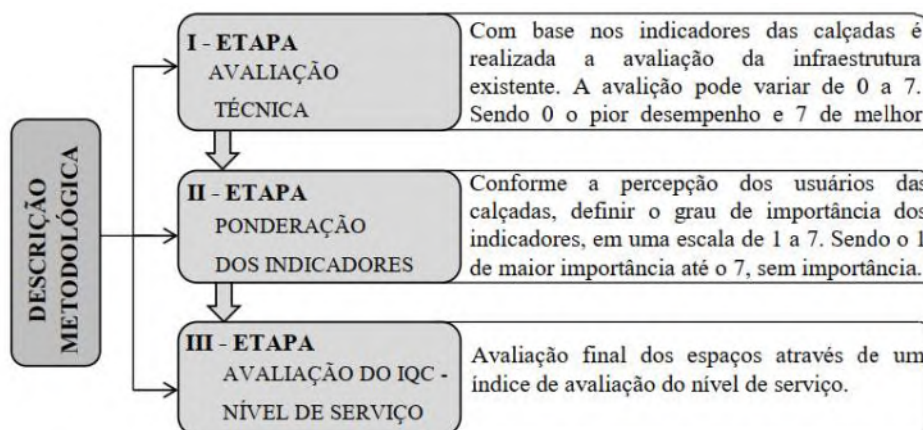 DESCRIÇÃO
METODOLÓGICA
I - ETAPA
AVALIAÇÃO
TÉCNICA
Com base nos indicadores das calçadas é
realizada a avaliação da infraestrutura
existente. A avalição pode variar de 0 a 7.
Sendo 0 o pior desempenho e 7 de melhor
II - ETAPA
PONDERAÇÃO
DOS INDICADORES
Conforme a percepção dos usuários das
calçadas, definir o grau de importância dos
indicadores, em uma escala de 1 a 7. Sendo o 1
de maior importância até o 7, sem importância.
III - ETAPA
AVALIAÇÃO DO IQC -
NÍVEL DE SERVIÇO
Avaliação final dos espaços através de um
índice de avaliação do nível de serviço.